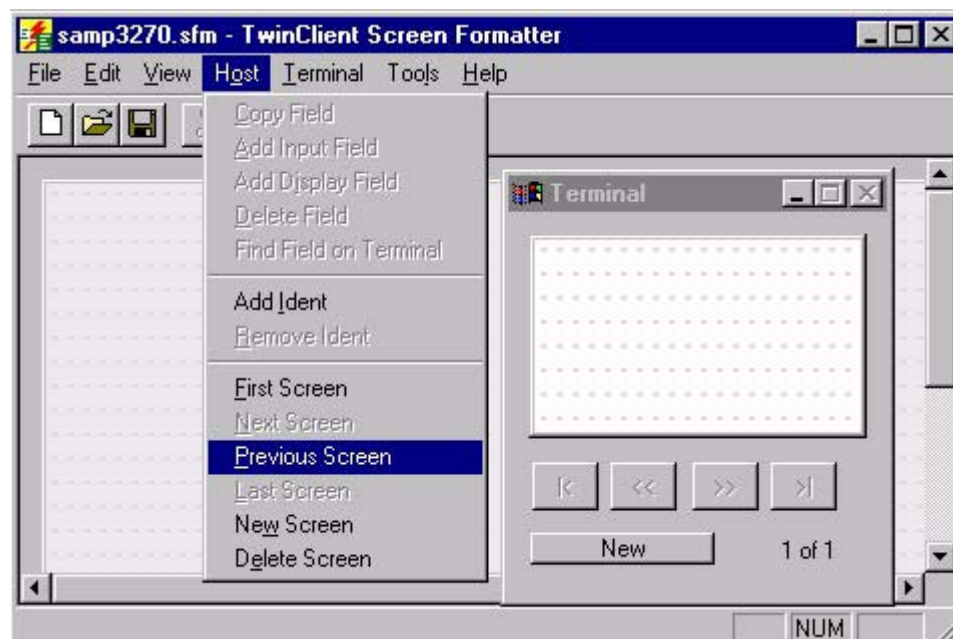 samp3270.sfm - TwinClient Screen Formatter
File Edit View Host Terminal Tools Help
Copy Field
Add Input Field
Add Display Field
Delete Field
Find Field on Terminal
Add Ident
Remove Ident
First Screen
Next Screen
Previous Screen
Last Screen
New Screen
Delete Screen
Terminal
|< << >> >|
New 1 of 1
NUM